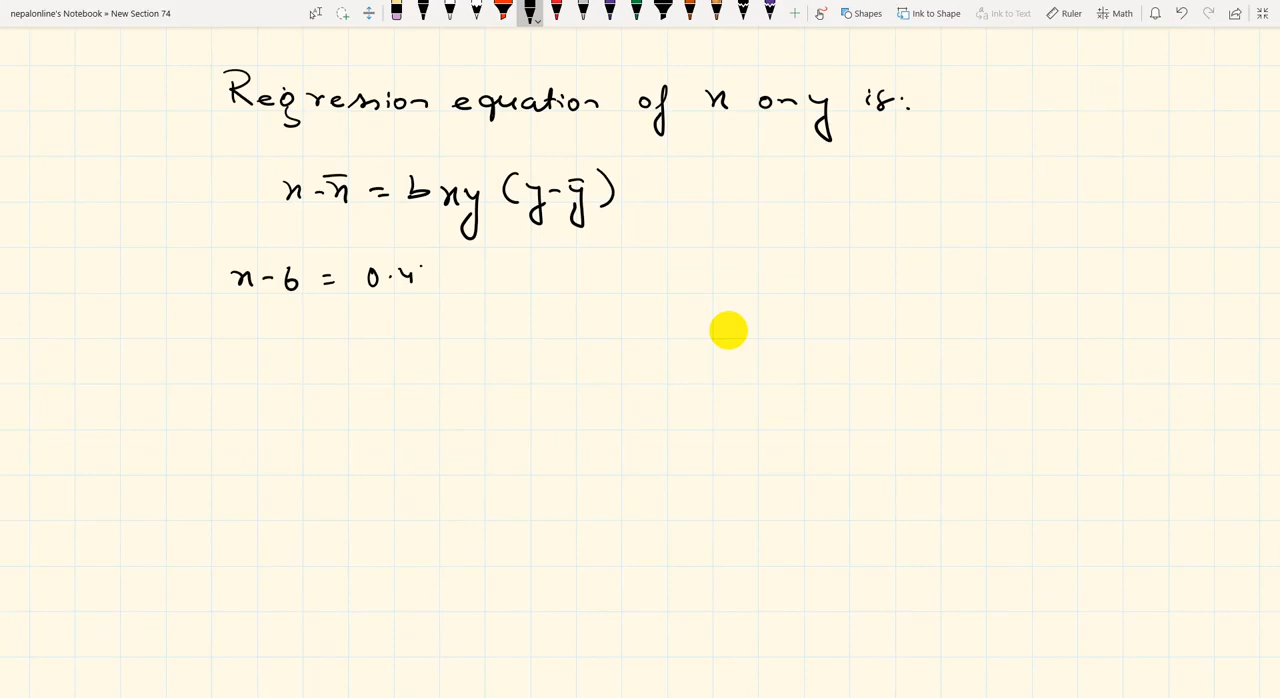 nepalonline's Notebook » New Section 74
Shapes Ink to Shape Ink to Text Ruler Math
Regression equation of x on y is:
x - x̄ = bxy (y - ȳ)
x - 6 = 0.4